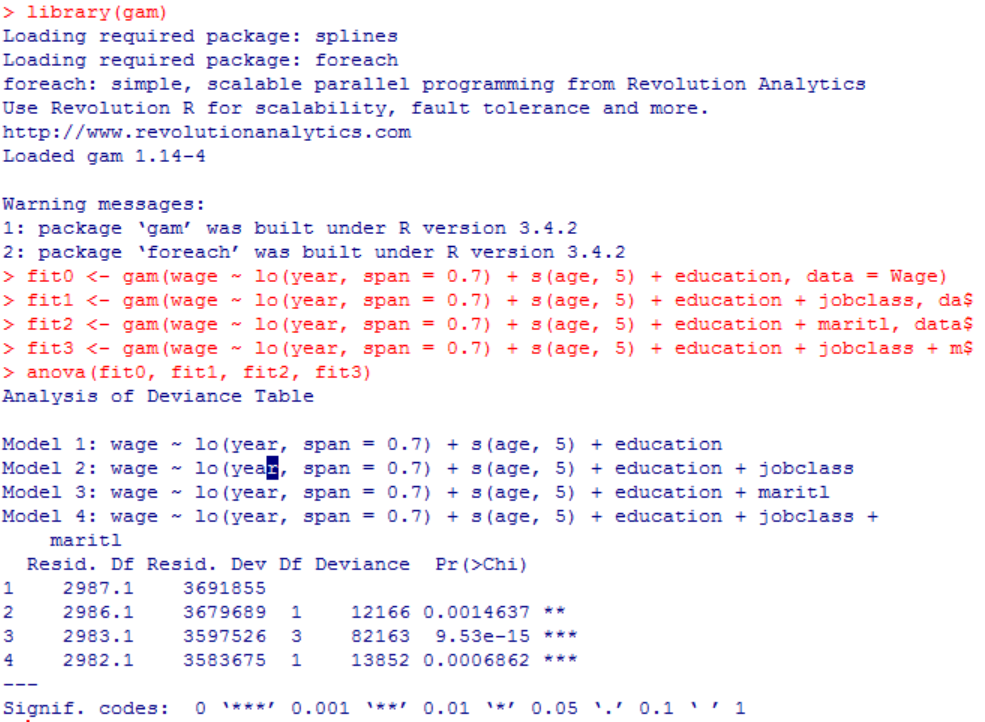 > library(gam)
Loading required package: splines
Loading required package: foreach
foreach: simple, scalable parallel programming from Revolution Analytics
Use Revolution R for scalability, fault tolerance and more.
http://www.revolutionanalytics.com
Loaded gam 1.14-4
Warning messages:
1: package ‘gam’ was built under R version 3.4.2
2: package ‘foreach’ was built under R version 3.4.2
> fit0 <- gam(wage ~ lo(year, span = 0.7) + s(age, 5) + education, data = Wage)
> fit1 <- gam(wage ~ lo(year, span = 0.7) + s(age, 5) + education + jobclass, da$
> fit2 <- gam(wage ~ lo(year, span = 0.7) + s(age, 5) + education + maritl, data$
> fit3 <- gam(wage ~ lo(year, span = 0.7) + s(age, 5) + education + jobclass + m$
> anova(fit0, fit1, fit2, fit3)
Analysis of Deviance Table
Model 1: wage ~ lo(year, span = 0.7) + s(age, 5) + education
Model 2: wage ~ lo(year, span = 0.7) + s(age, 5) + education + jobclass
Model 3: wage ~ lo(year, span = 0.7) + s(age, 5) + education + maritl
Model 4: wage ~ lo(year, span = 0.7) + s(age, 5) + education + jobclass +
    maritl
  Resid. Df Resid. Dev Df Deviance  Pr(>Chi)
1    2987.1    3691855
2    2986.1    3679689  1    12166 0.0014637 **
3    2983.1    3597526  3    82163  9.53e-15 ***
4    2982.1    3583675  1    13852 0.0006862 ***
---
Signif. codes:  0 ‘***’ 0.001 ‘**’ 0.01 ‘*’ 0.05 ‘.’ 0.1 ‘ ’ 1